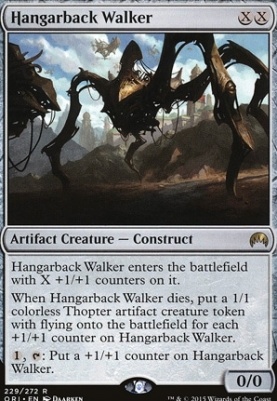 Hangarback Walker XX
Artifact Creature — Construct
Hangarback Walker enters the battlefield
with X +1/+1 counters on it.
When Hangarback Walker dies, put a 1/1
colorless Thopter artifact creature token
with flying onto the battlefield for each
+1/+1 counter on Hangarback Walker.
1, T: Put a +1/+1 counter on Hangarback
Walker.
0/0
229/272 R
ORI • EN DAARKEN
™ & © 2015 Wizards of the Coast